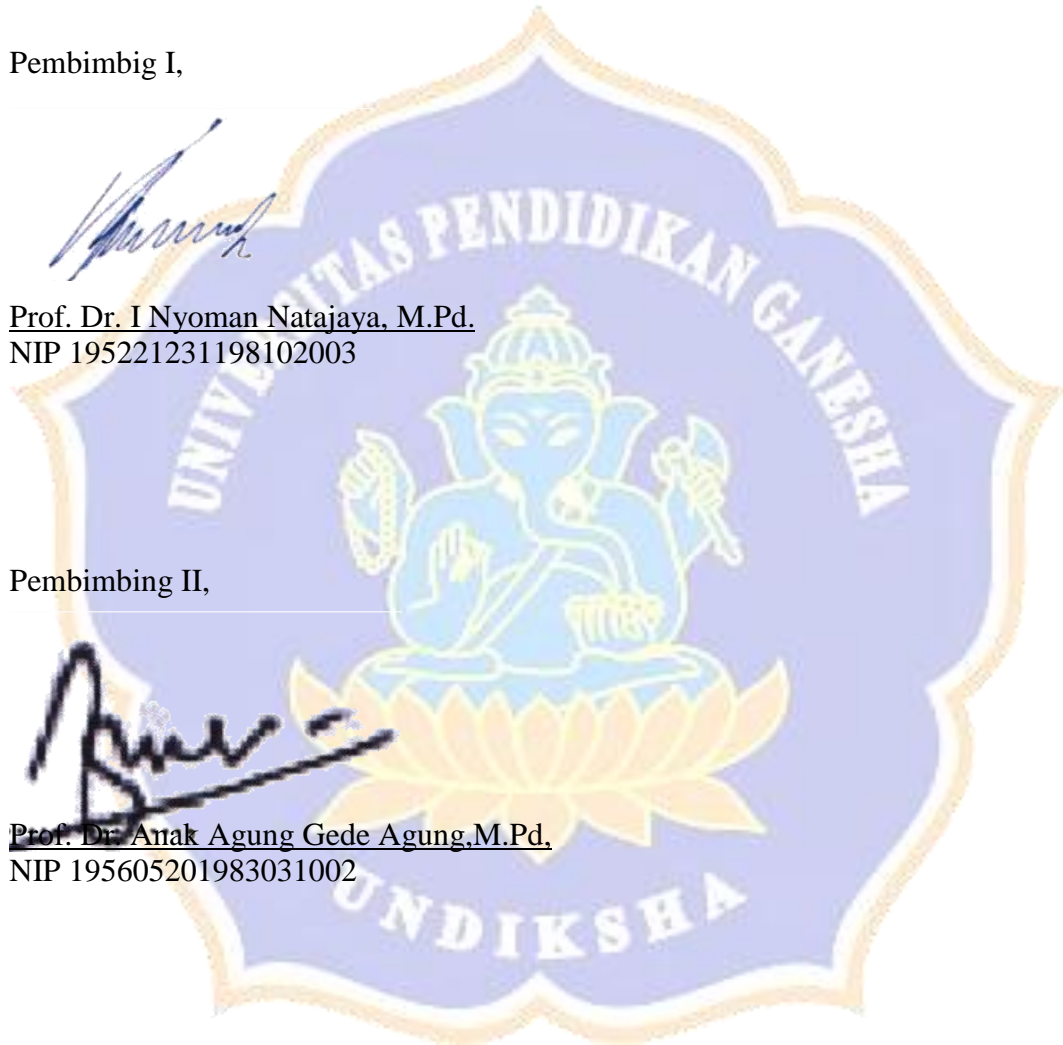 Pembimbig I,
UNIVERSITAS PENDIDIKAN GANESHA
Prof. Dr. I Nyoman Natajaya, M.Pd.
NIP 195221231198102003
Pembimbing II,
Prof. Dr. Anak Agung Gede Agung,M.Pd,
NIP 195605201983031002
UNDIKSHA